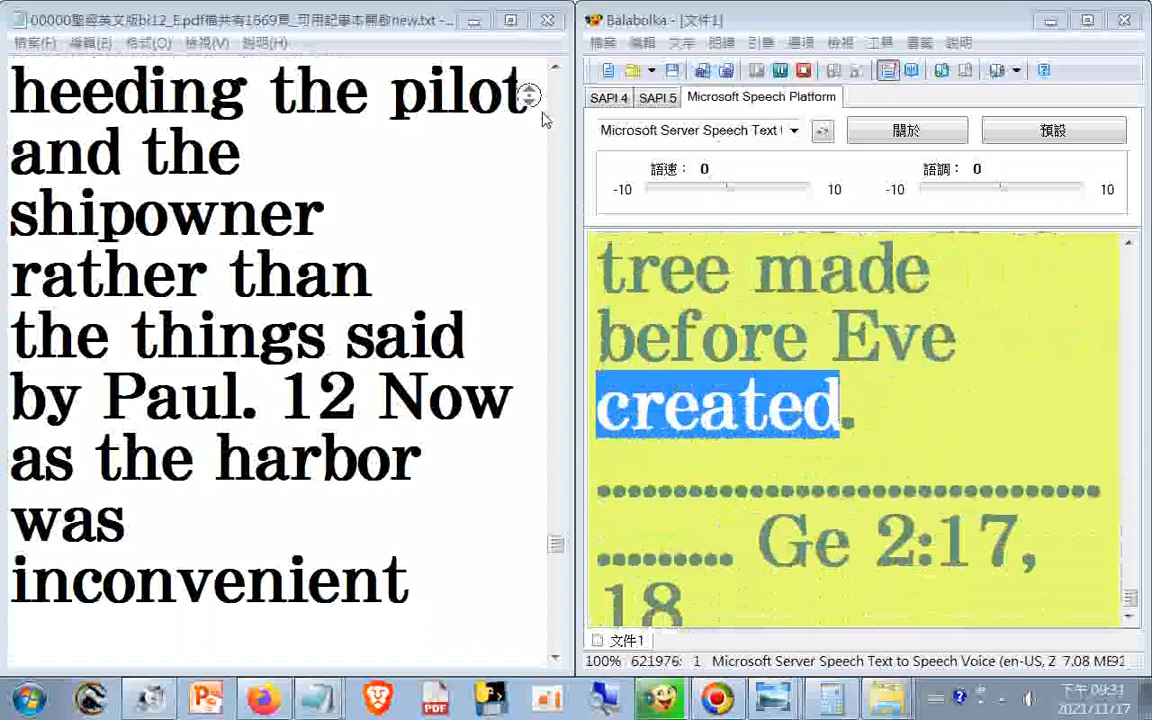 00000聖經英文版bi12_E.pdf檔共有1669頁_可用記事本開啟new.txt -...
檔案(F) 編輯(E) 格式(O) 檢視(V) 說明(H)
heeding the pilot
and the
shipowner
rather than
the things said
by Paul. 12 Now
as the harbor
was
inconvenient
Balabolka - [文件1]
檔案 編輯 文字 朗讀 引擎 選項 檢視 工具 書籤 說明
SAPI 4 SAPI 5 Microsoft Speech Platform
Microsoft Server Speech Text 關於 預設
語速： 0 語調： 0
-10 10 -10 10
tree made
before Eve
created.
.................................
......... Ge 2:17,
18
文件1
100% 621976: 1 Microsoft Server Speech Text to Speech Voice (en-US, Z 7.08 ME
PDF
下午 09:31
2021/11/17